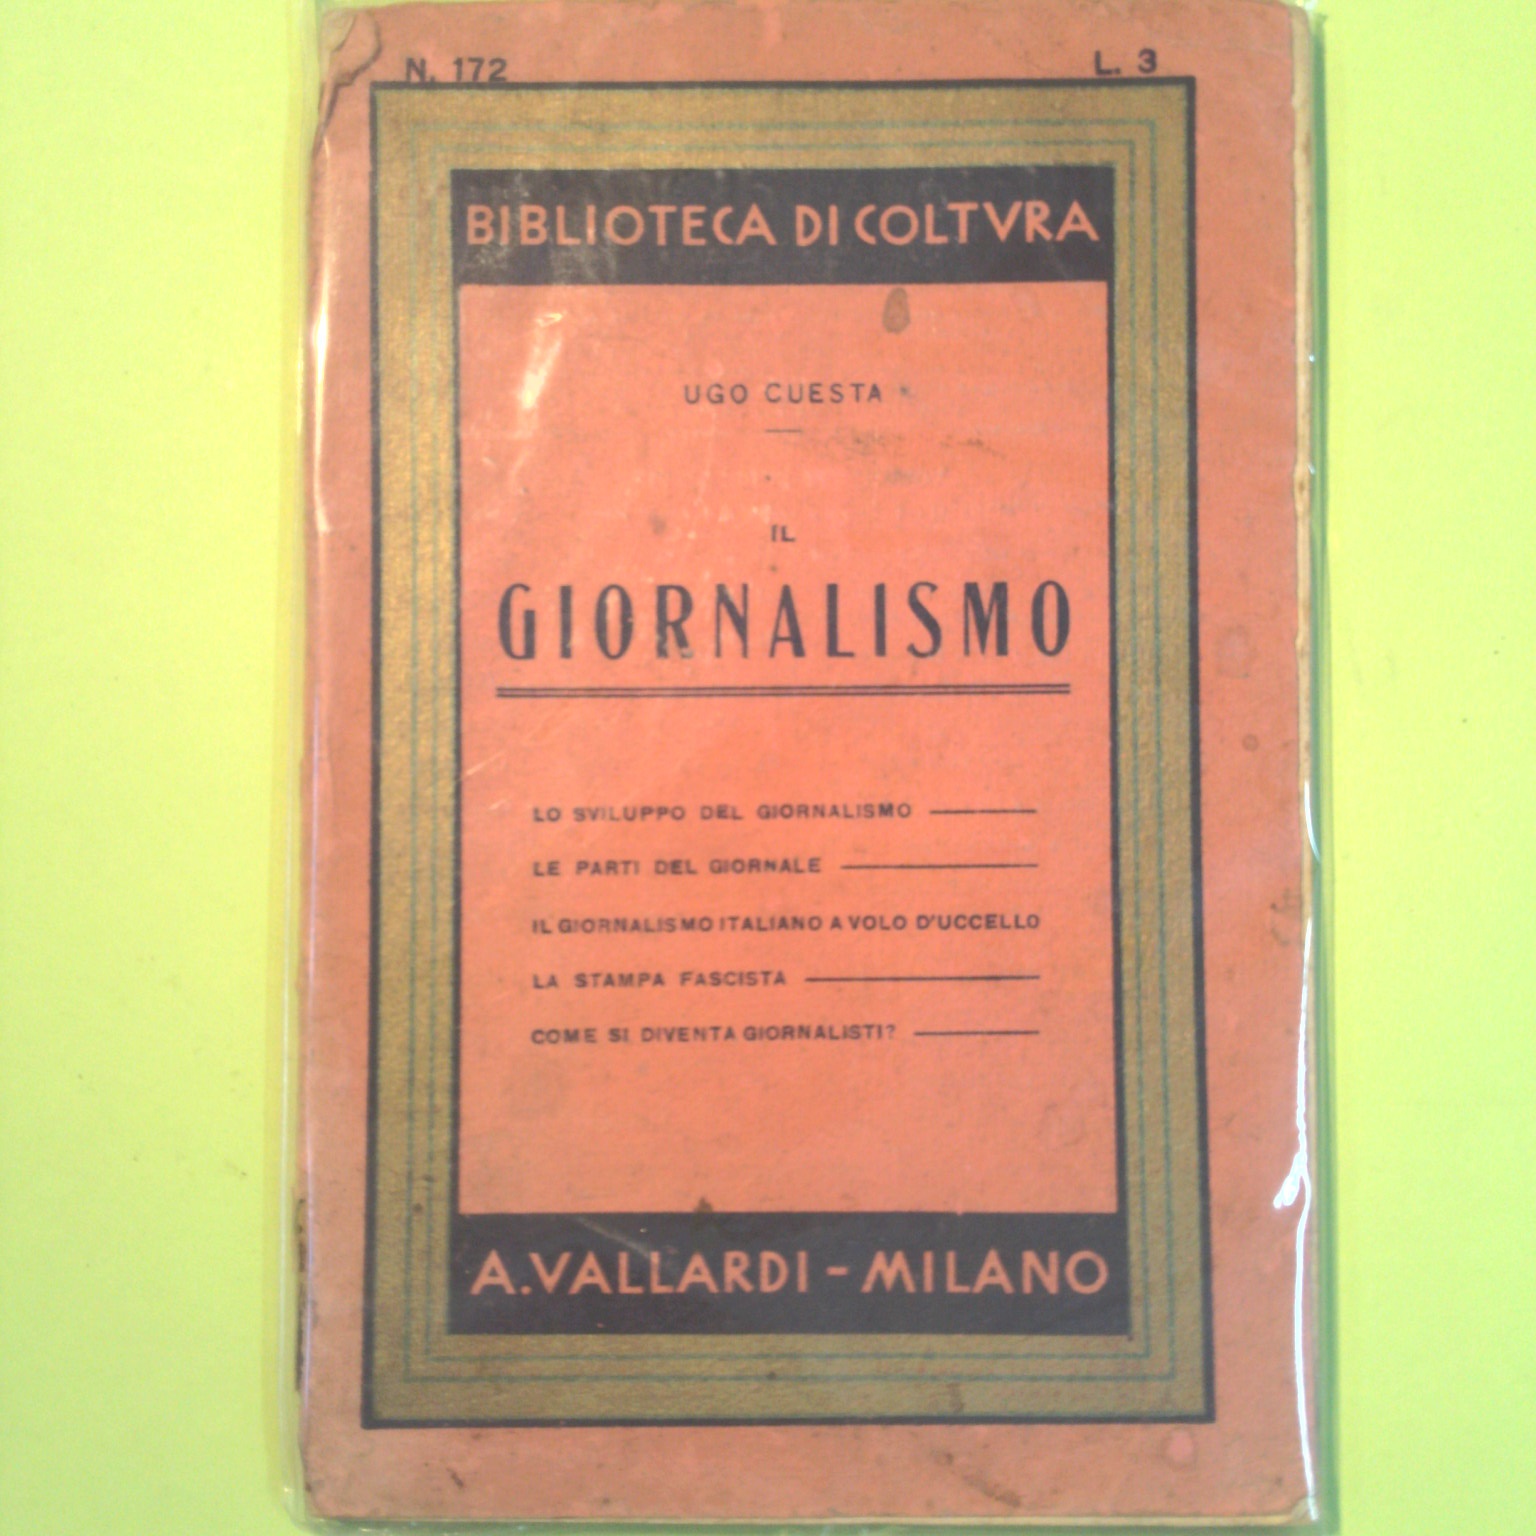 N. 172
L. 3
BIBLIOTECA DI COLTVRA
UGO CUESTA
IL
GIORNALISMO
LO SVILUPPO DEL GIORNALISMO
LE PARTI DEL GIORNALE
IL GIORNALISMO ITALIANO A VOLO D'UCCELLO
LA STAMPA FASCISTA
COME SI DIVENTA GIORNALISTI?
A. VALLARDI - MILANO